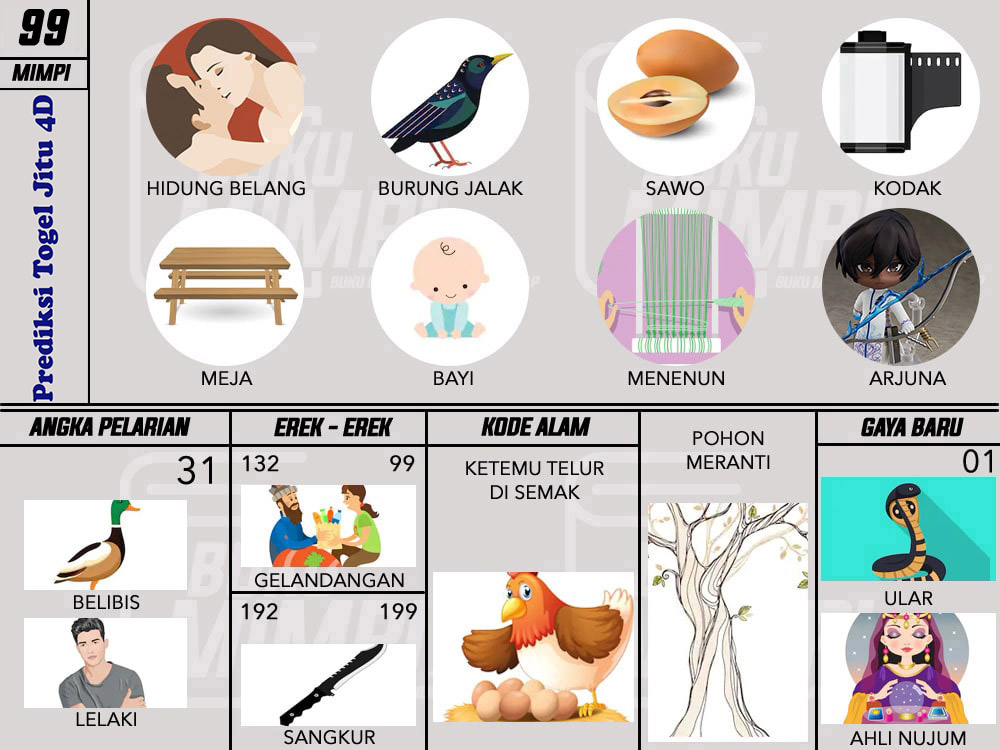 99
MIMPI
Prediksi Togel Jitu 4D
HIDUNG BELANG
BURUNG JALAK
SAWO
KODAK
MEJA
BAYI
MENENUN
ARJUNA
ANGKA PELARIAN
31
BELIBIS
LELAKI
EREK - EREK
132 99
GELANDANGAN
192 199
SANGKUR
KODE ALAM
KETEMU TELUR
DI SEMAK
POHON
MERANTI
GAYA BARU
01
ULAR
AHLI NUJUM
BUKU
MIMPI